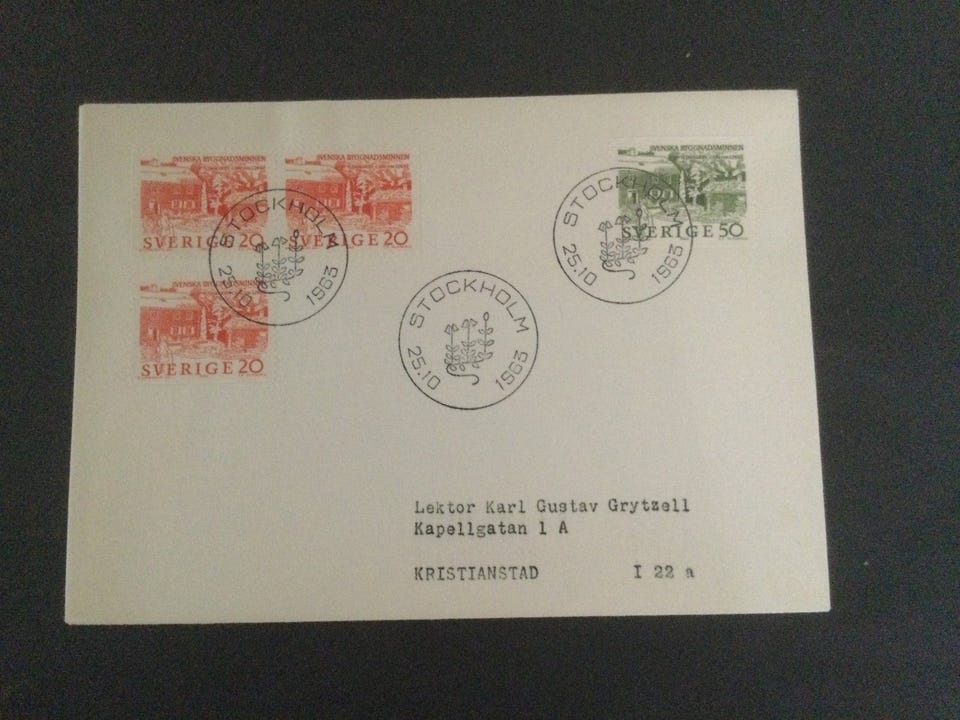 SVENSKA BYGGNADSMINNEN
SVERIGE 20
SVENSKA BYGGNADSMINNEN
SVERIGE 20
SVENSKA BYGGNADSMINNEN
SVERIGE 20
SVENSKA BYGGNADSMINNEN
SVERIGE 50
STOCKHOLM
25.10 1963
STOCKHOLM
25.10 1963
STOCKHOLM
25.10 1963
Lektor Karl Gustav Grytzell
Kapellgatan 1 A
KRISTIANSTAD I 22 a